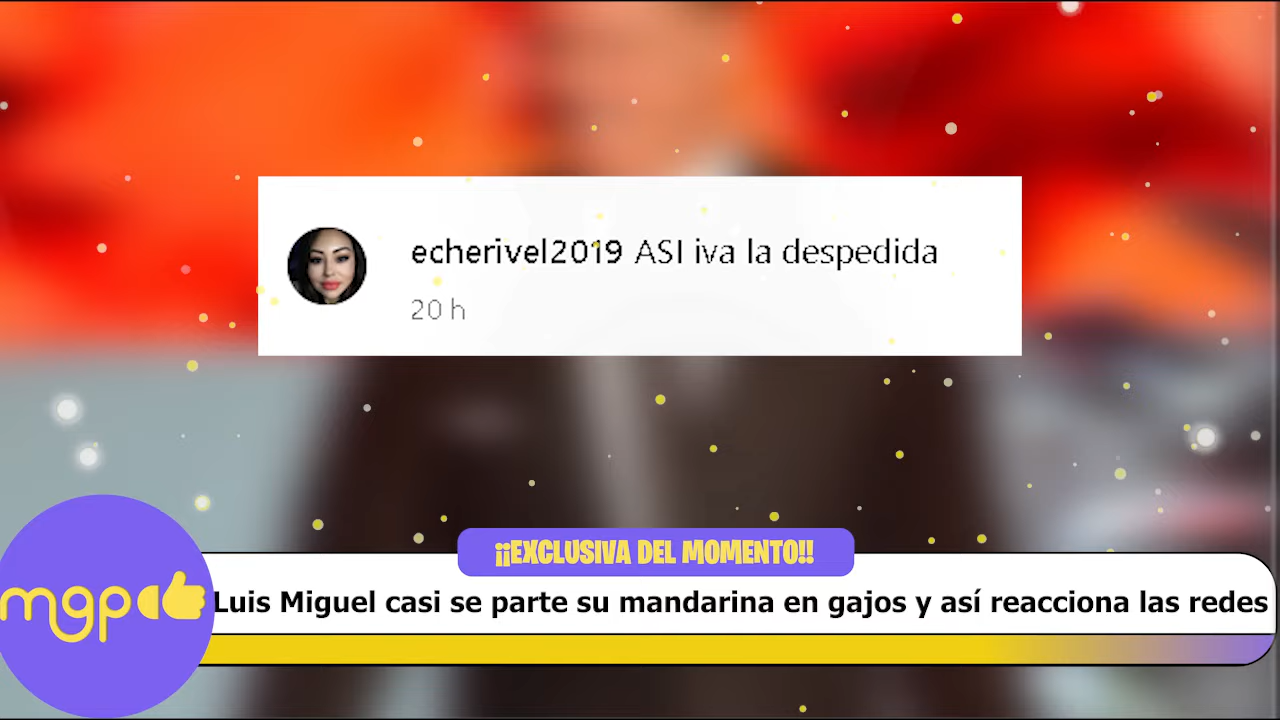 echerivel2019 ASI iva la despedida
20 h
¡¡EXCLUSIVA DEL MOMENTO!!
mgp
Luis Miguel casi se parte su mandarina en gajos y así reacciona las redes